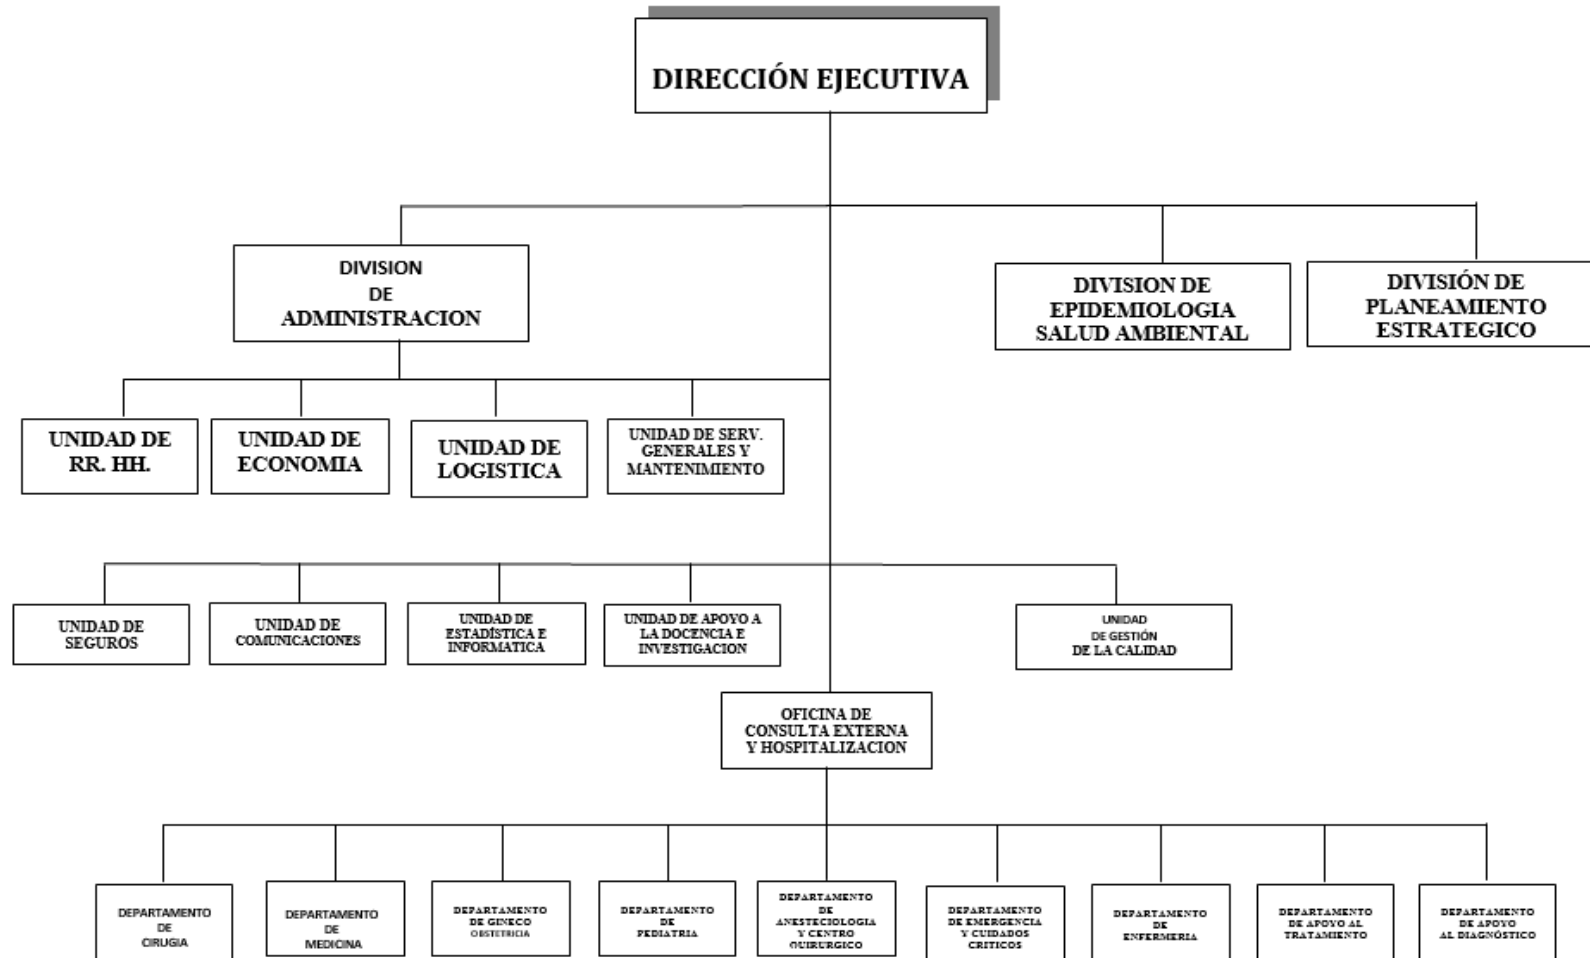 DIRECCIÓN EJECUTIVA
DIVISION
DE
ADMINISTRACION
DIVISION DE
EPIDEMIOLOGIA
SALUD AMBIENTAL
DIVISIÓN DE
PLANEAMIENTO
ESTRATEGICO
UNIDAD DE
RR. HH.
UNIDAD DE
ECONOMIA
UNIDAD DE
LOGISTICA
UNIDAD DE SERV.
GENERALES Y
MANTENIMIENTO
UNIDAD DE
SEGUROS
UNIDAD DE
COMUNICACIONES
UNIDAD DE
ESTADÍSTICA E
INFORMATICA
UNIDAD DE APOYO A
LA DOCENCIA E
INVESTIGACION
UNIDAD
DE GESTIÓN
DE LA CALIDAD
OFICINA DE
CONSULTA EXTERNA
Y HOSPITALIZACION
DEPARTAMENTO
DE
CIRUGIA
DEPARTAMENTO
DE
MEDICINA
DEPARTAMENTO
DE GINECO
OBSTETRICIA
DEPARTAMENTO
DE
PEDIATRIA
DEPARTAMENTO
DE
ANESTECIOLOGIA
Y CENTRO
QUIRURGICO
DEPARTAMENTO
DE EMERGENCIA
Y CUIDADOS
CRITICOS
DEPARTAMENTO
DE
ENFERMERIA
DEPARTAMENTO
DE APOYO AL
TRATAMIENTO
DEPARTAMENTO
DE APOYO
AL DIAGNÓSTICO